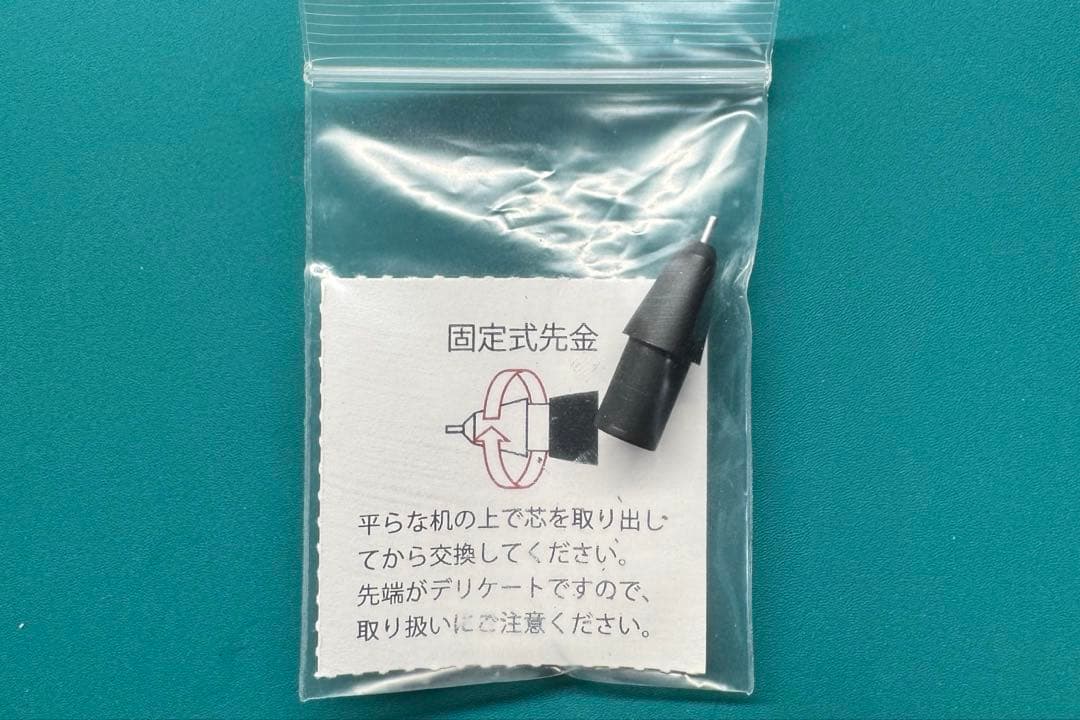 固定式先金
平らな机の上で芯を取り出し
てから交換してください。
先端がデリケートですので、
取り扱いにご注意ください。